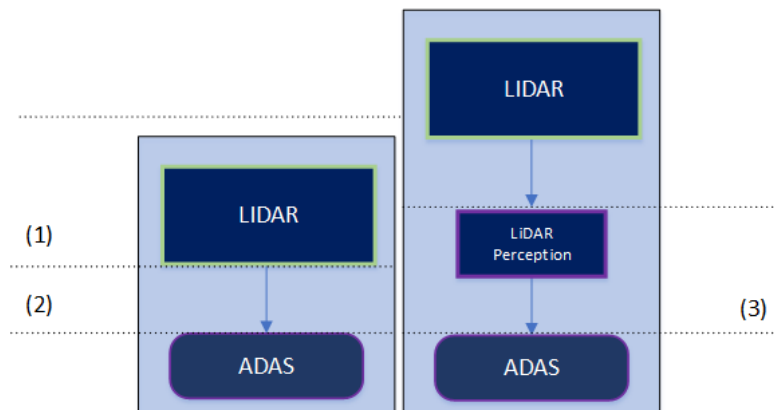 LIDAR
LIDAR
(1)
LiDAR
Perception
(2)
(3)
ADAS
ADAS